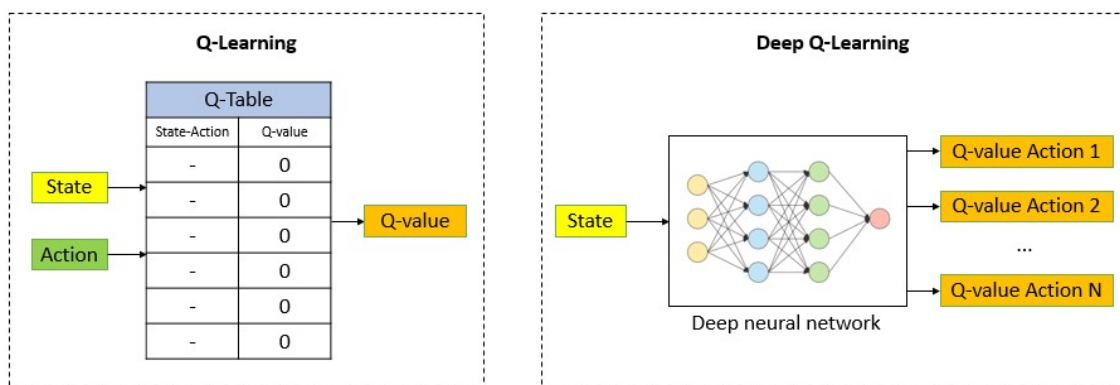 Q-Learning
Q-Table
State-Action Q-value
- 0
- 0
- 0
- 0
- 0
- 0
State
Action
Q-value
Deep Q-Learning
State
Deep neural network
Q-value Action 1
Q-value Action 2
...
Q-value Action N